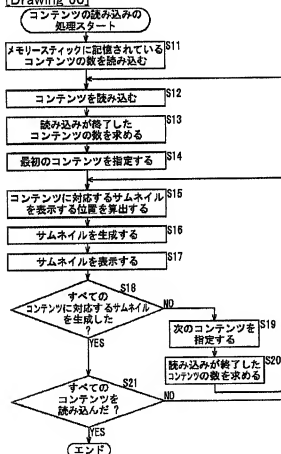 [Drawing 08]
コンテンツの読み込みの
処理スタート
メモリースティックに記憶されている
コンテンツの数を読み込む
S11
コンテンツを読み込む
S12
読み込みが終了した
コンテンツの数を求める
S13
最初のコンテンツを指定する
S14
コンテンツに対応するサムネイル
を表示する位置を算出する
S15
サムネイルを生成する
S16
サムネイルを表示する
S17
すべての
コンテンツに対応するサムネイル
を生成した
?
S18
NO
YES
次のコンテンツを
指定する
S19
読み込みが終了した
コンテンツの数を求める
S20
すべての
コンテンツを
読み込んだ ?
S21
NO
YES
エンド